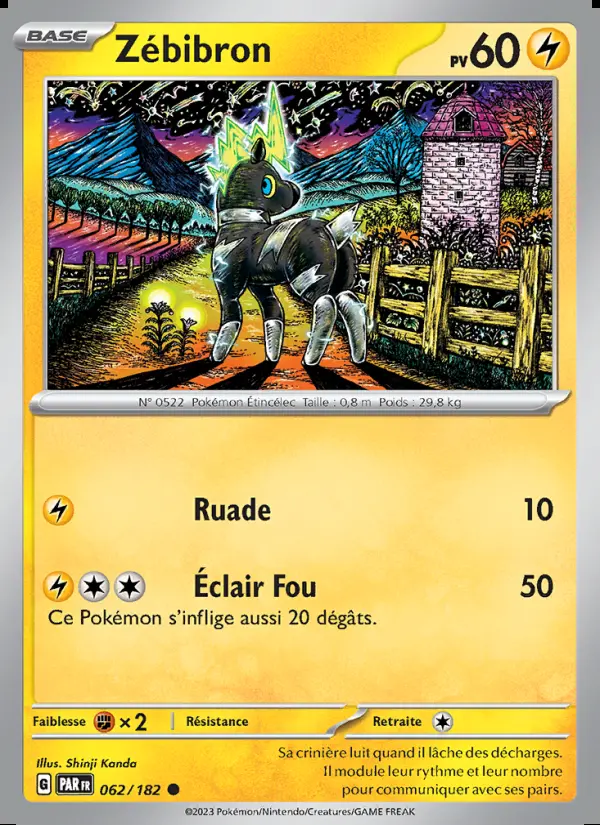 BASE
Zébibron
PV60
N° 0522 Pokémon Étincélec Taille : 0,8 m Poids : 29,8 kg
Ruade 10
Éclair Fou 50
Ce Pokémon s'inflige aussi 20 dégâts.
Faiblesse ×2 Résistance Retraite
Illus. Shinji Kanda
Sa crinière luit quand il lâche des décharges.
Il module leur rythme et leur nombre
pour communiquer avec ses pairs.
G PAR FR 062/182
©2023 Pokémon/Nintendo/Creatures/GAME FREAK